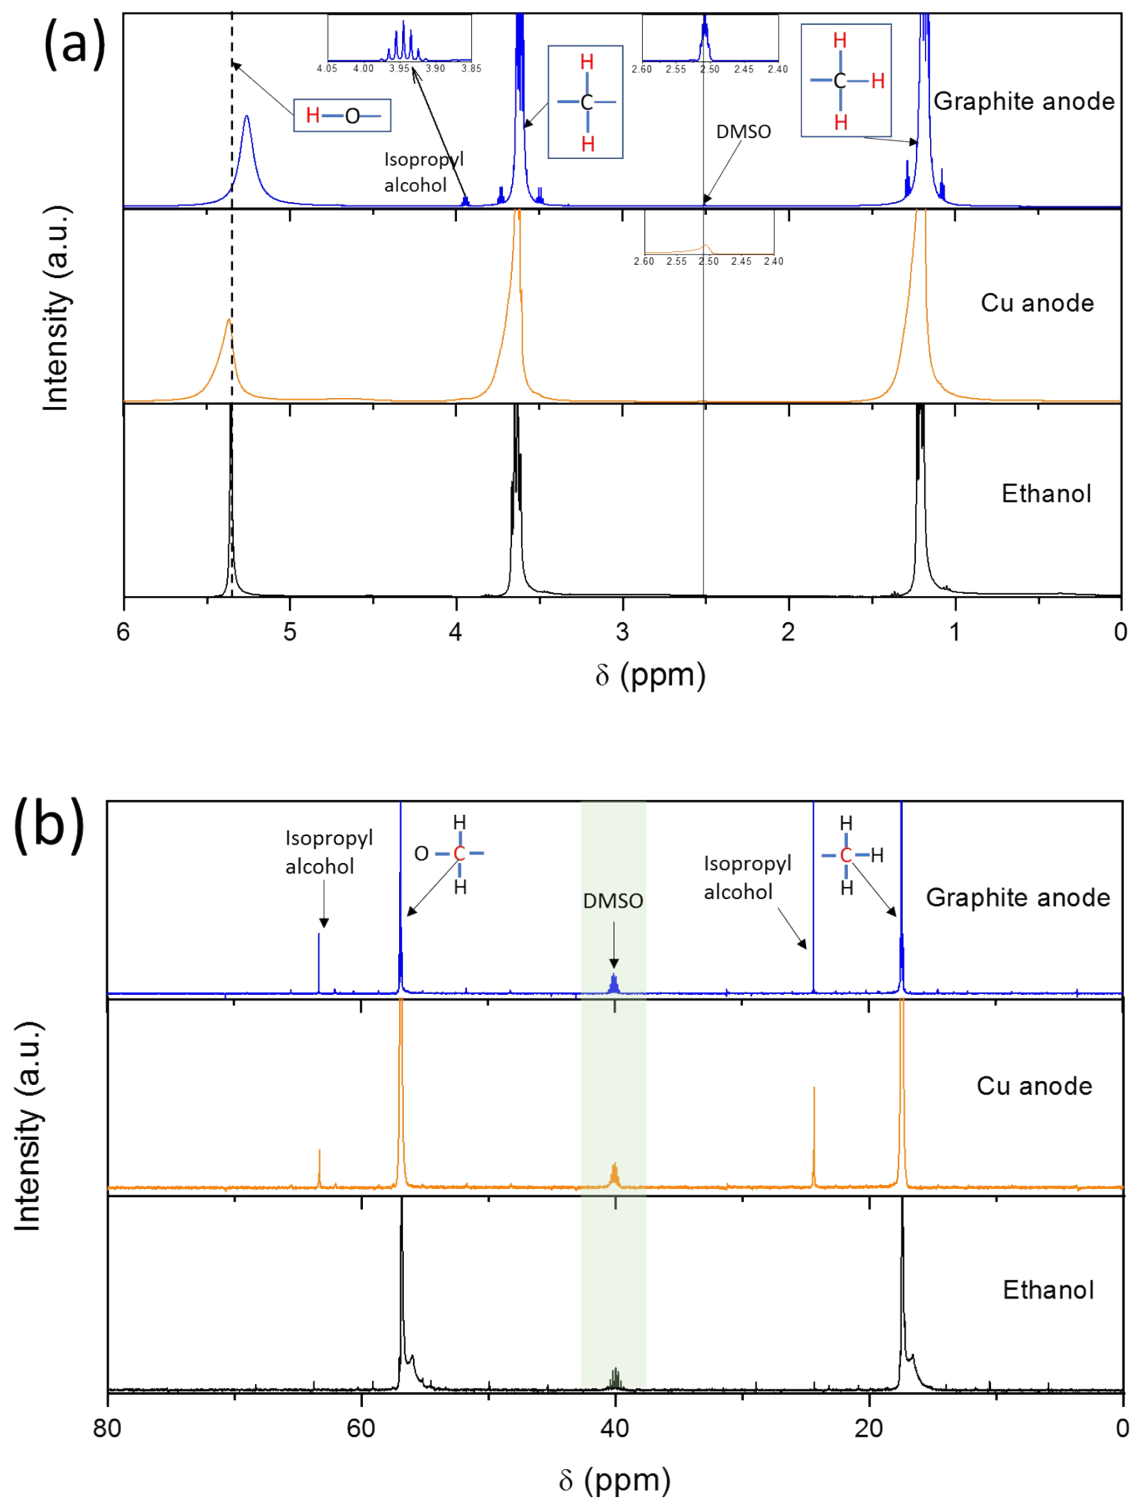 (a)
4.05 4.00 3.95 3.90 3.85
2.60 2.55 2.50 2.45 2.40
H
C
H
H
C H
H
H O
Graphite anode
DMSO
Isopropyl
alcohol
2.60 2.55 2.50 2.45 2.40
Cu anode
Ethanol
Intensity (a.u.)
6 5 4 3 2 1 0
δ (ppm)
(b)
Isopropyl
alcohol
H
O C
H
DMSO
Isopropyl
alcohol
H
C H
H
Graphite anode
Cu anode
Ethanol
Intensity (a.u.)
80 60 40 20 0
δ (ppm)